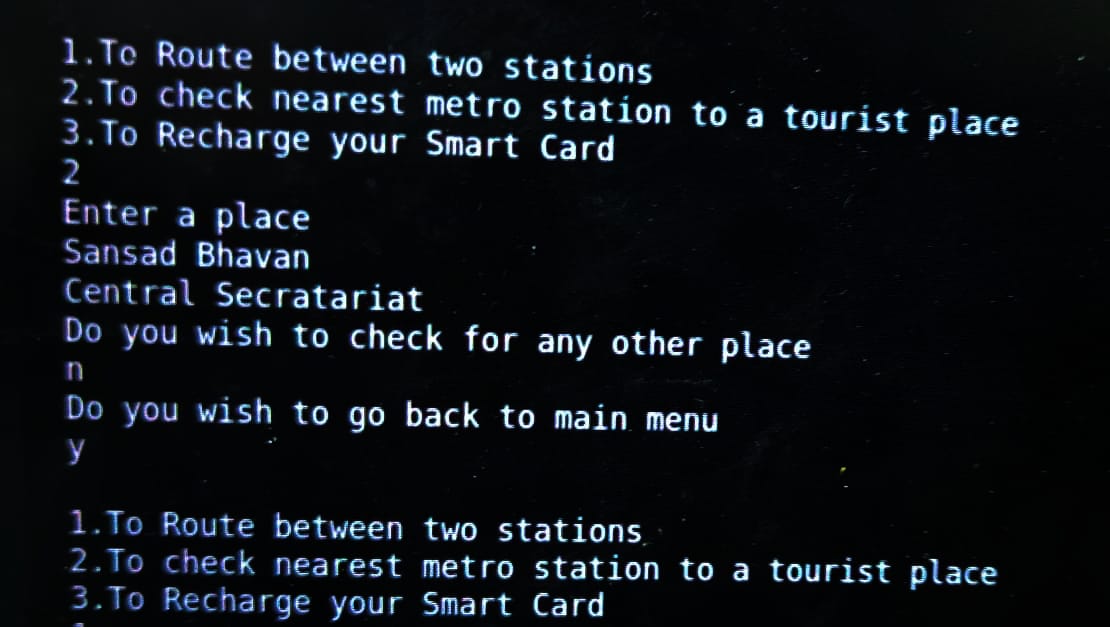 1.To Route between two stations
2.To check nearest metro station to a tourist place
3.To Recharge your Smart Card
2
Enter a place
Sansad Bhavan
Central Secratariat
Do you wish to check for any other place
n
Do you wish to go back to main menu
y
1.To Route between two stations
2.To check nearest metro station to a tourist place
3.To Recharge your Smart Card